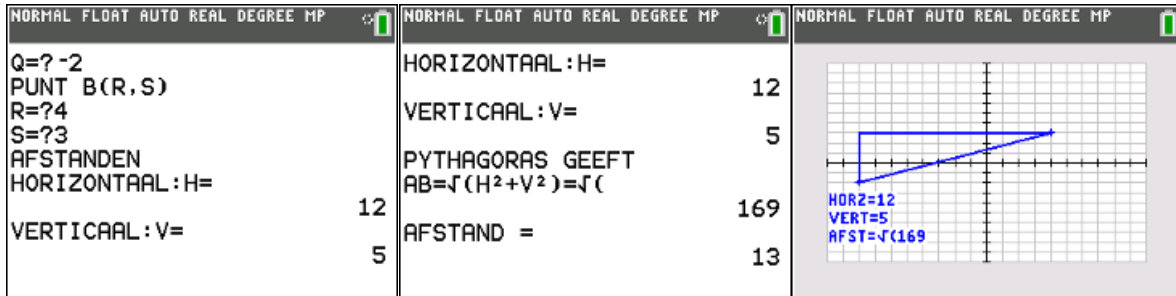 NORMAL FLOAT AUTO REAL DEGREE MP
Q=?-2
PUNT B(R,S)
R=?4
S=?3
AFSTANDEN
HORIZONTAAL:H=
12
VERTICAAL:V=
5
NORMAL FLOAT AUTO REAL DEGREE MP
HORIZONTAAL:H=
12
VERTICAAL:V=
5
PYTHAGORAS GEEFT
AB=√(H²+V²)=√(
169
AFSTAND =
13
NORMAL FLOAT AUTO REAL DEGREE MP
HORZ=12
VERT=5
AFST=√(169